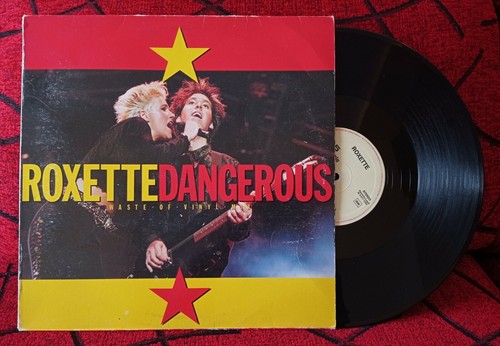 ROXETTE DANGEROUS
WASTE·OF·VINYL·MIX
ROXETTE